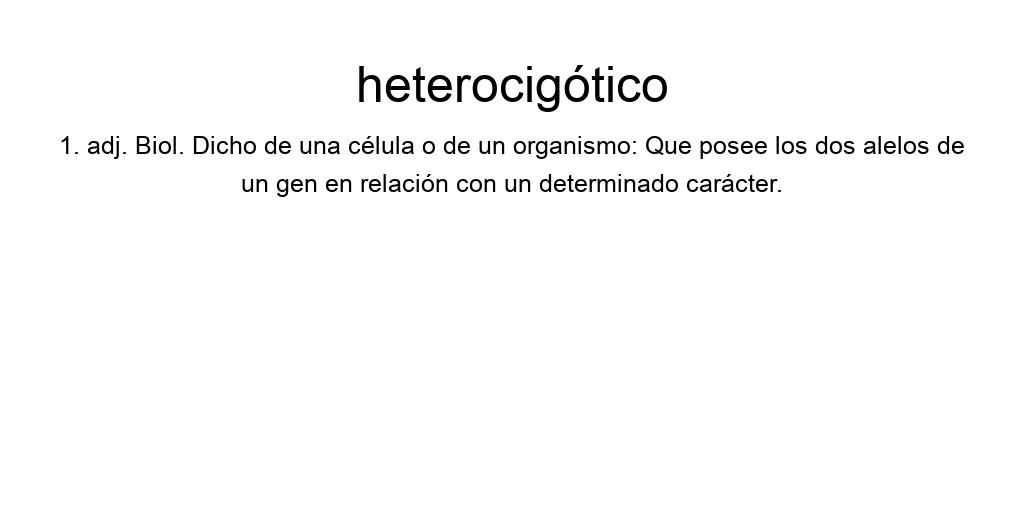 heterocigótico
1. adj. Biol. Dicho de una célula o de un organismo: Que posee los dos alelos de
un gen en relación con un determinado carácter.